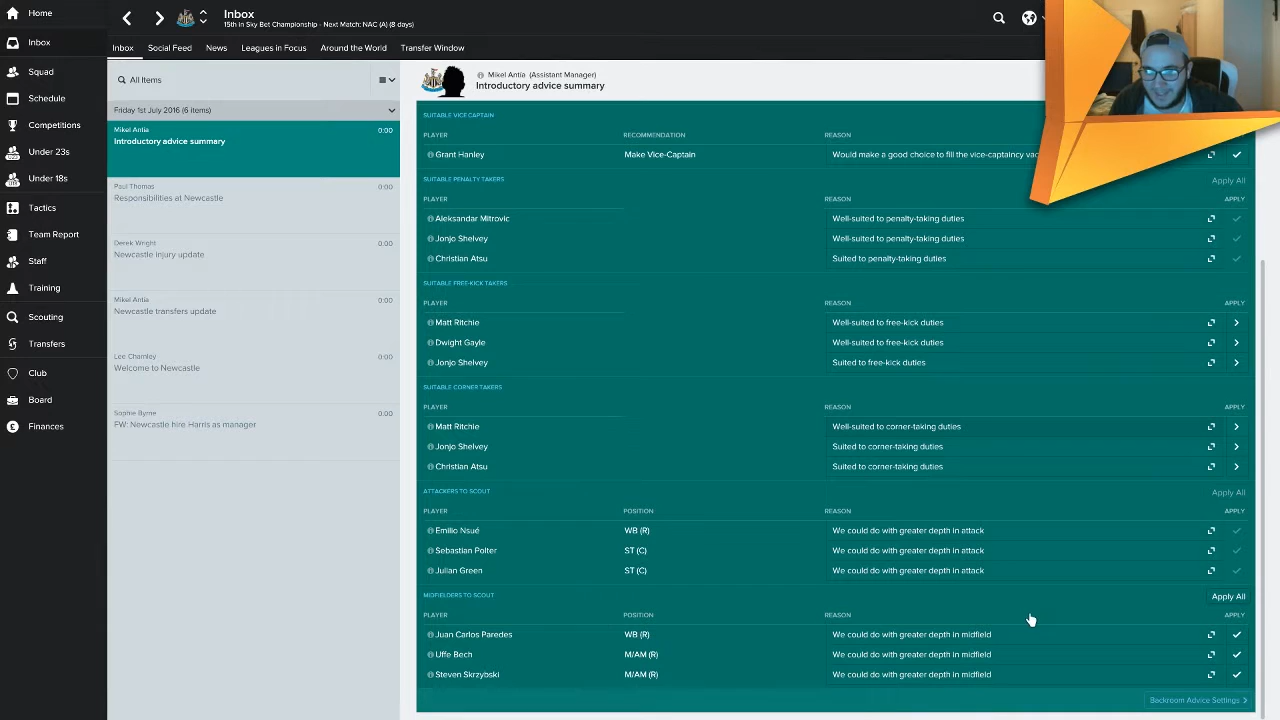 Inbox
15th in Sky Bet Championship - Next Match: NAC (A) (8 days)
Home
Inbox
Squad
Schedule
Competitions
Under 23s
Under 18s
Tactics
Team Report
Staff
Training
Scouting
Transfers
Club
Board
Finances
Inbox Social Feed News Leagues in Focus Around the World Transfer Window
All Items
Friday 1st July 2016 (6 items)
Mikel Antia 0:00
Introductory advice summary
Paul Thomas 0:00
Responsibilities at Newcastle
Derek Wright 0:00
Newcastle injury update
Mikel Antia 0:00
Newcastle transfers update
Lee Charnley 0:00
Welcome to Newcastle
Sophie Byrne 0:00
FW: Newcastle hire Harris as manager
Mikel Antia (Assistant Manager)
Introductory advice summary
SUITABLE VICE CAPTAIN
PLAYER RECOMMENDATION REASON
Grant Hanley Make Vice-Captain Would make a good choice to fill the vice-captaincy
SUITABLE PENALTY TAKERS Apply All
PLAYER REASON APPLY
Aleksandar Mitrovic Well-suited to penalty-taking duties
Jonjo Shelvey Well-suited to penalty-taking duties
Christian Atsu Suited to penalty-taking duties
SUITABLE FREE-KICK TAKERS
PLAYER REASON APPLY
Matt Ritchie Well-suited to free-kick duties
Dwight Gayle Well-suited to free-kick duties
Jonjo Shelvey Suited to free-kick duties
SUITABLE CORNER TAKERS
PLAYER REASON APPLY
Matt Ritchie Well-suited to corner-taking duties
Jonjo Shelvey Suited to corner-taking duties
Christian Atsu Suited to corner-taking duties
ATTACKERS TO SCOUT Apply All
PLAYER POSITION REASON APPLY
Emilio Nsué WB (R) We could do with greater depth in attack
Sebastian Polter ST (C) We could do with greater depth in attack
Julian Green ST (C) We could do with greater depth in attack
MIDFIELDERS TO SCOUT Apply All
PLAYER POSITION REASON APPLY
Juan Carlos Paredes WB (R) We could do with greater depth in midfield
Uffe Bech M/AM (R) We could do with greater depth in midfield
Steven Skrzybski M/AM (R) We could do with greater depth in midfield
Backroom Advice Settings